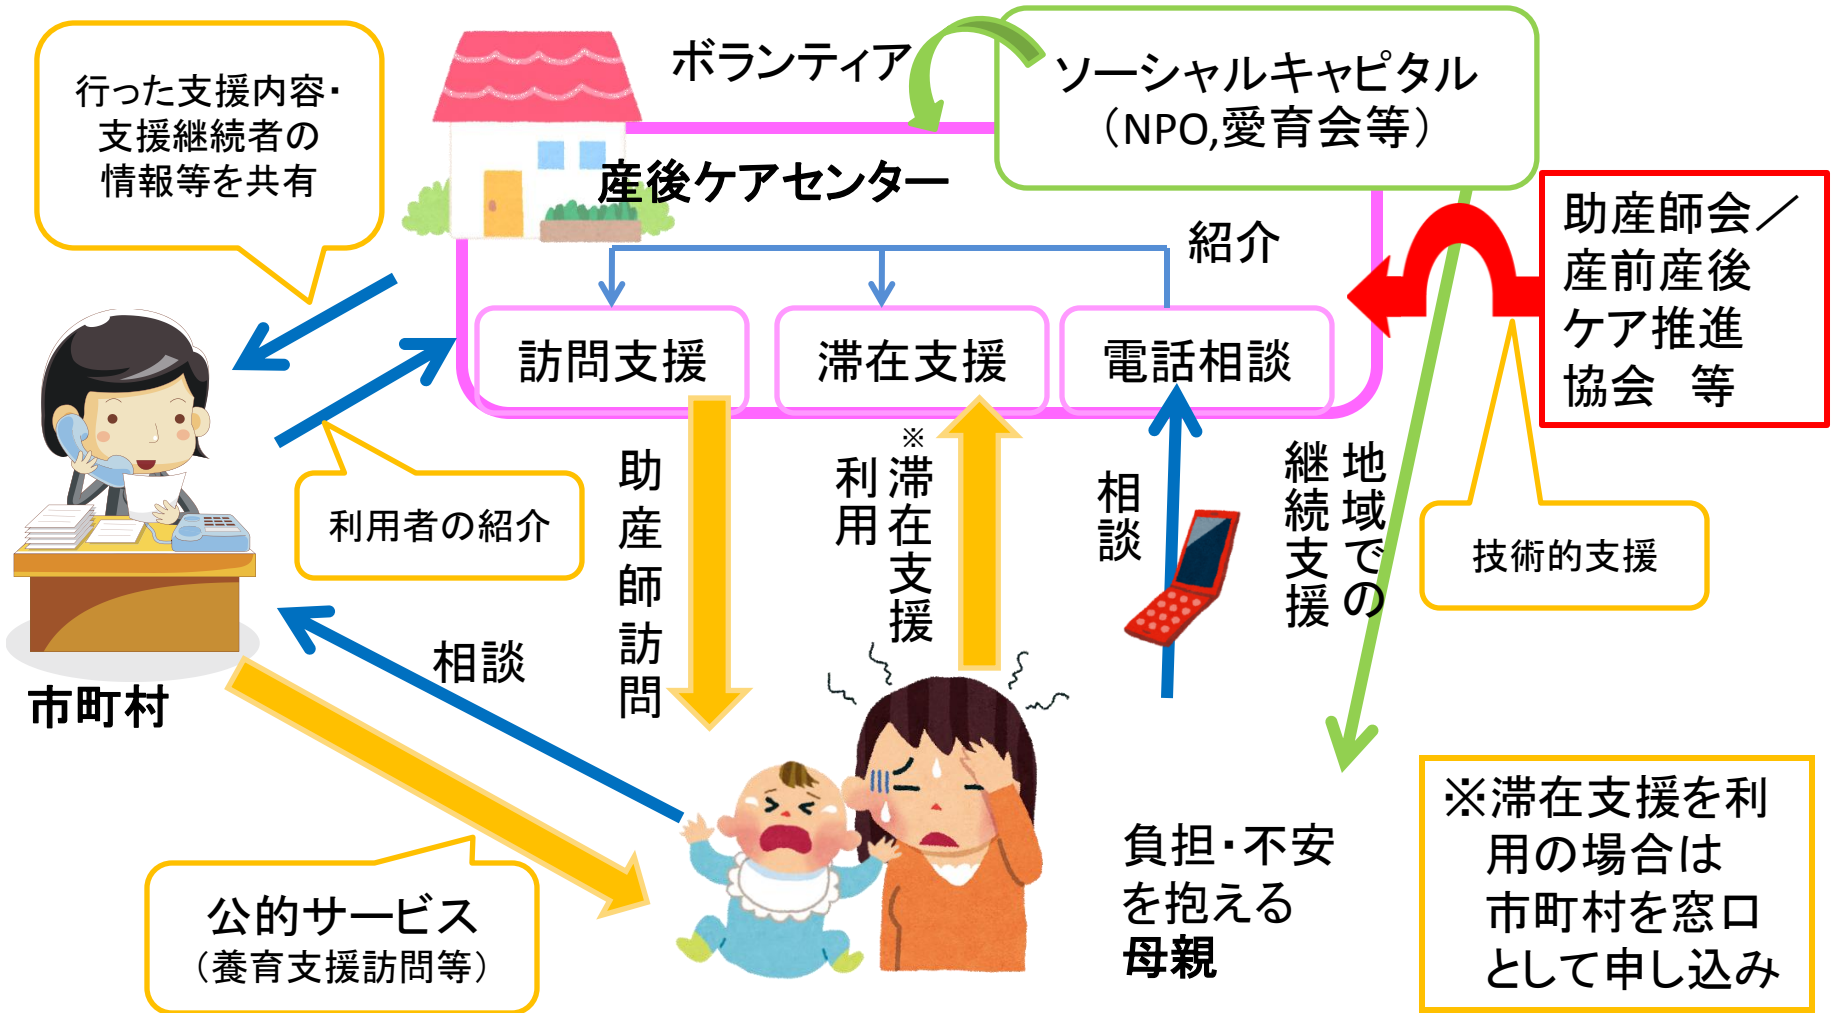 行った支援内容・
支援継続者の
情報等を共有
ボランティア
ソーシャルキャピタル
（NPO,愛育会等）
産後ケアセンター
紹介
助産師会／
産前産後
ケア推進
協会　等
訪問支援
滞在支援
電話相談
利用者の紹介
助産師訪問
※滞在支援
利用
相談
地域での
継続支援
技術的支援
相談
市町村
公的サービス
（養育支援訪問等）
負担・不安
を抱える
母親
※滞在支援を利
用の場合は
市町村を窓口
として申し込み